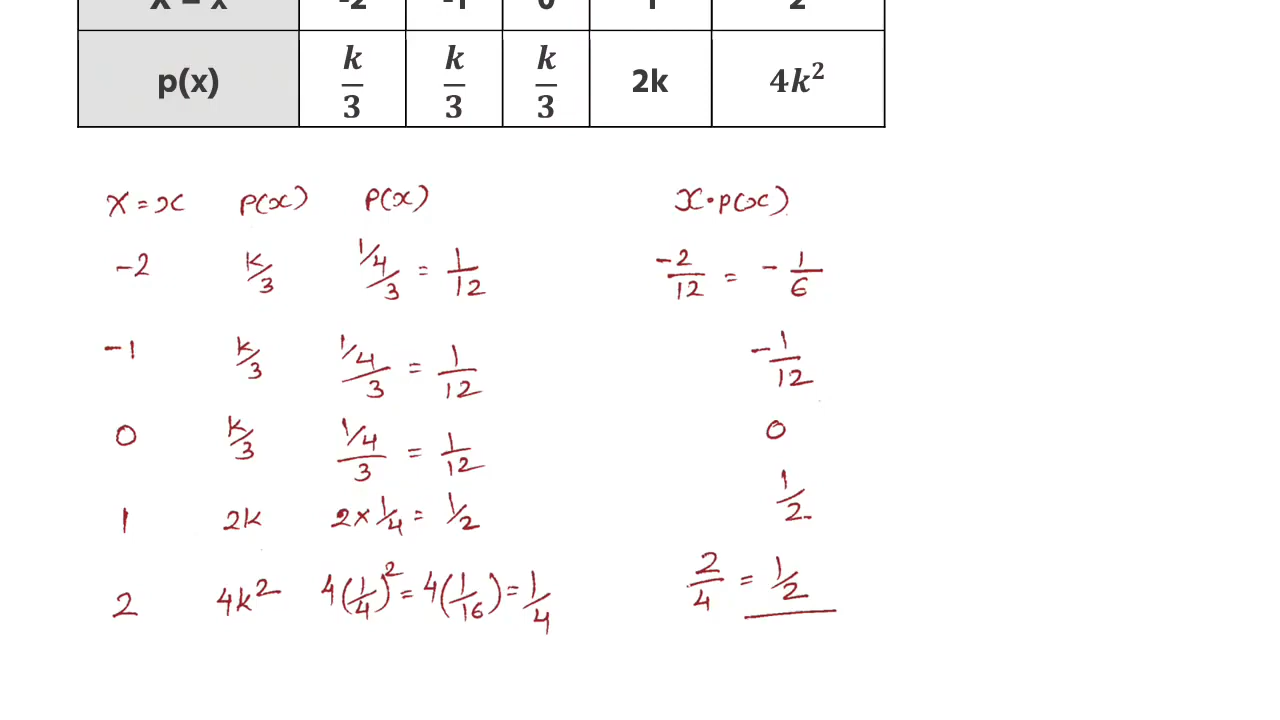 X = x -2 -1 0 1 2
p(x) k/3 k/3 k/3 2k 4k²
X = x P(x) P(x) x·p(x)
-2 k/3 1/4/3 = 1/12 -2/12 = -1/6
-1 k/3 1/4/3 = 1/12 -1/12
0 k/3 1/4/3 = 1/12 0
1 2k 2×1/4 = 1/2 1/2
2 4k² 4(1/4)² = 4(1/16) = 1/4 2/4 = 1/2